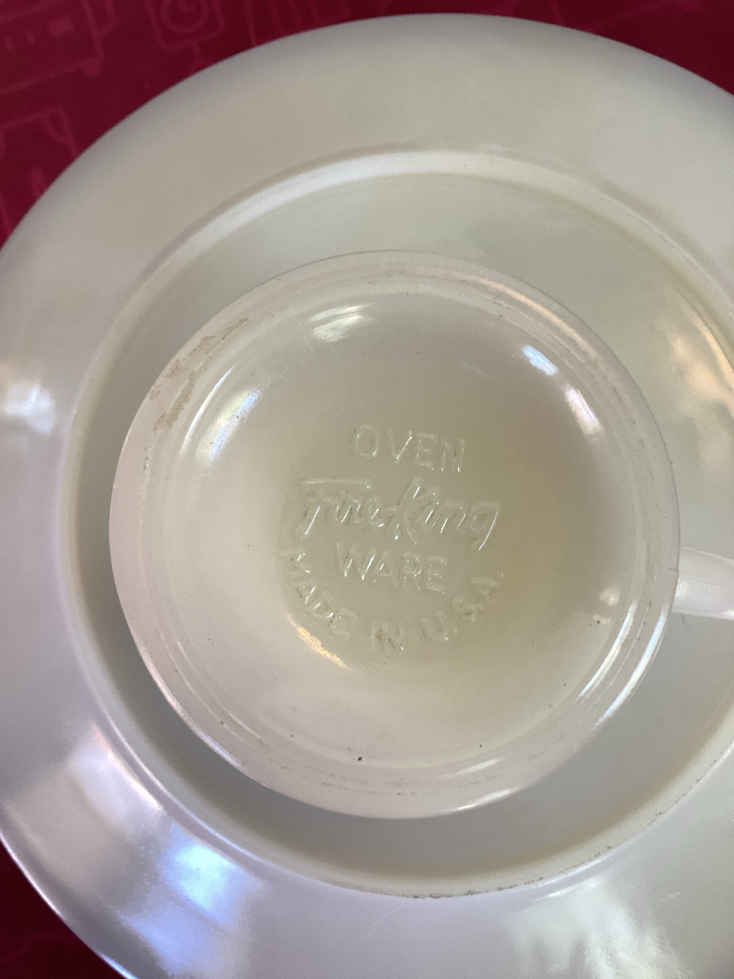 OVEN
Fire-King
WARE
MADE IN U.S.A.